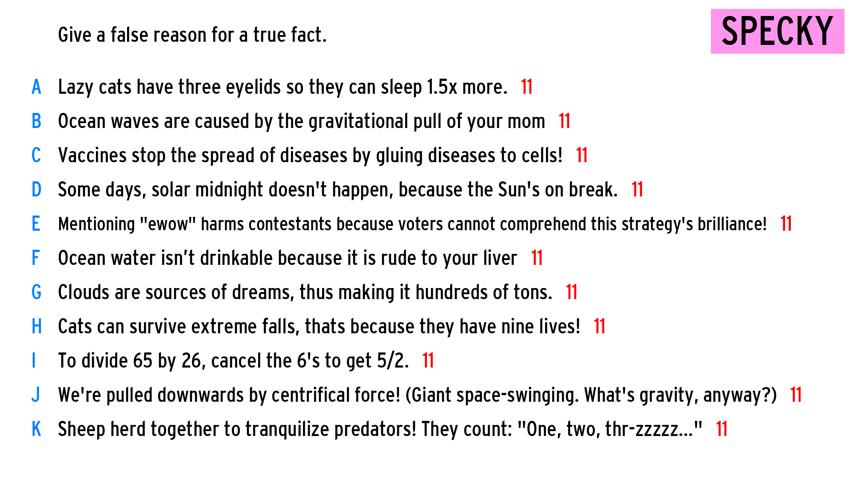 Give a false reason for a true fact.
SPECKY
A Lazy cats have three eyelids so they can sleep 1.5x more. 11
B Ocean waves are caused by the gravitational pull of your mom 11
C Vaccines stop the spread of diseases by gluing diseases to cells! 11
D Some days, solar midnight doesn't happen, because the Sun's on break. 11
E Mentioning "ewow" harms contestants because voters cannot comprehend this strategy's brilliance! 11
F Ocean water isn’t drinkable because it is rude to your liver 11
G Clouds are sources of dreams, thus making it hundreds of tons. 11
H Cats can survive extreme falls, thats because they have nine lives! 11
I To divide 65 by 26, cancel the 6's to get 5/2. 11
J We're pulled downwards by centrifical force! (Giant space-swinging. What's gravity, anyway?) 11
K Sheep herd together to tranquilize predators! They count: "One, two, thr-zzzzz..." 11